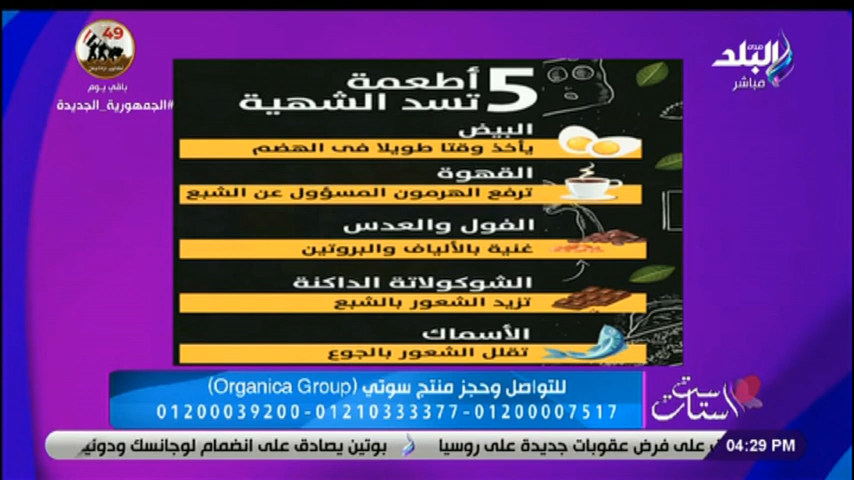 49
باقي يوم
#الجمهورية_الجديدة
صدى
البلد
مباشر
5 أطعمة
تسد الشهية
البيض
يأخذ وقتا طويلا فى الهضم
القهوة
ترفع الهرمون المسؤول عن الشبع
الفول والعدس
غنية بالألياف والبروتين
الشوكولاتة الداكنة
تزيد الشعور بالشبع
الأسماك
تقلل الشعور بالجوع
للتواصل وحجز منتج سوتي (Organica Group)
01200039200-01210333377-01200007517
ست
الستات
على فرض عقوبات جديدة على روسيا بوتين يصادق على انضمام لوجانسك ودوني
04:29 PM